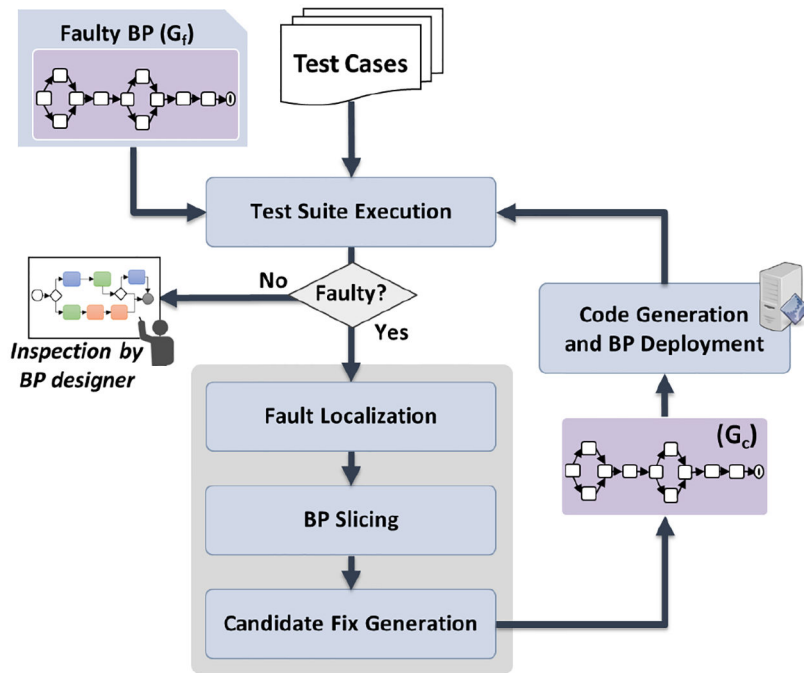 Faulty BP (Gf)
Test Cases
Test Suite Execution
No
Faulty?
Yes
Inspection by
BP designer
Code Generation
and BP Deployment
Fault Localization
(Gc)
BP Slicing
Candidate Fix Generation